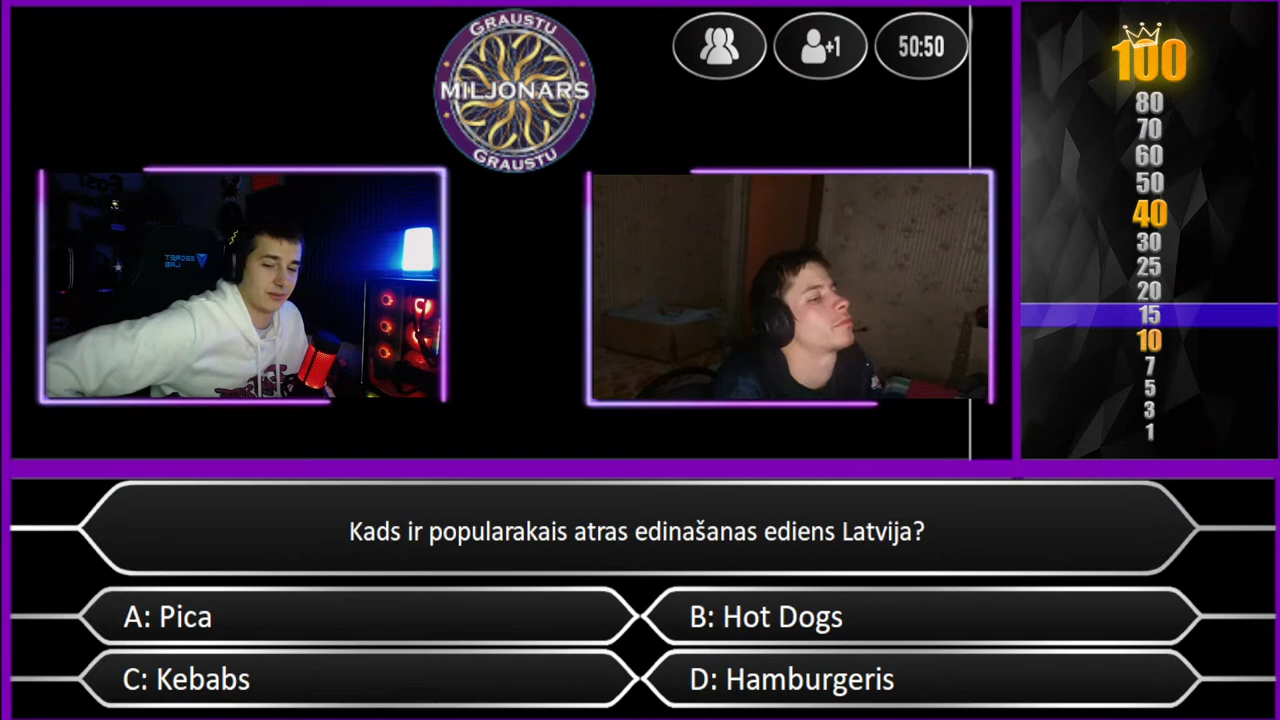 GRAUSTU
MILJONARS
GRAUSTU
+1
50:50
100
80
70
60
50
40
30
25
20
15
10
7
5
3
1
Kads ir popularakais atras edinašanas ediens Latvija?
A: Pica
B: Hot Dogs
C: Kebabs
D: Hamburgeris